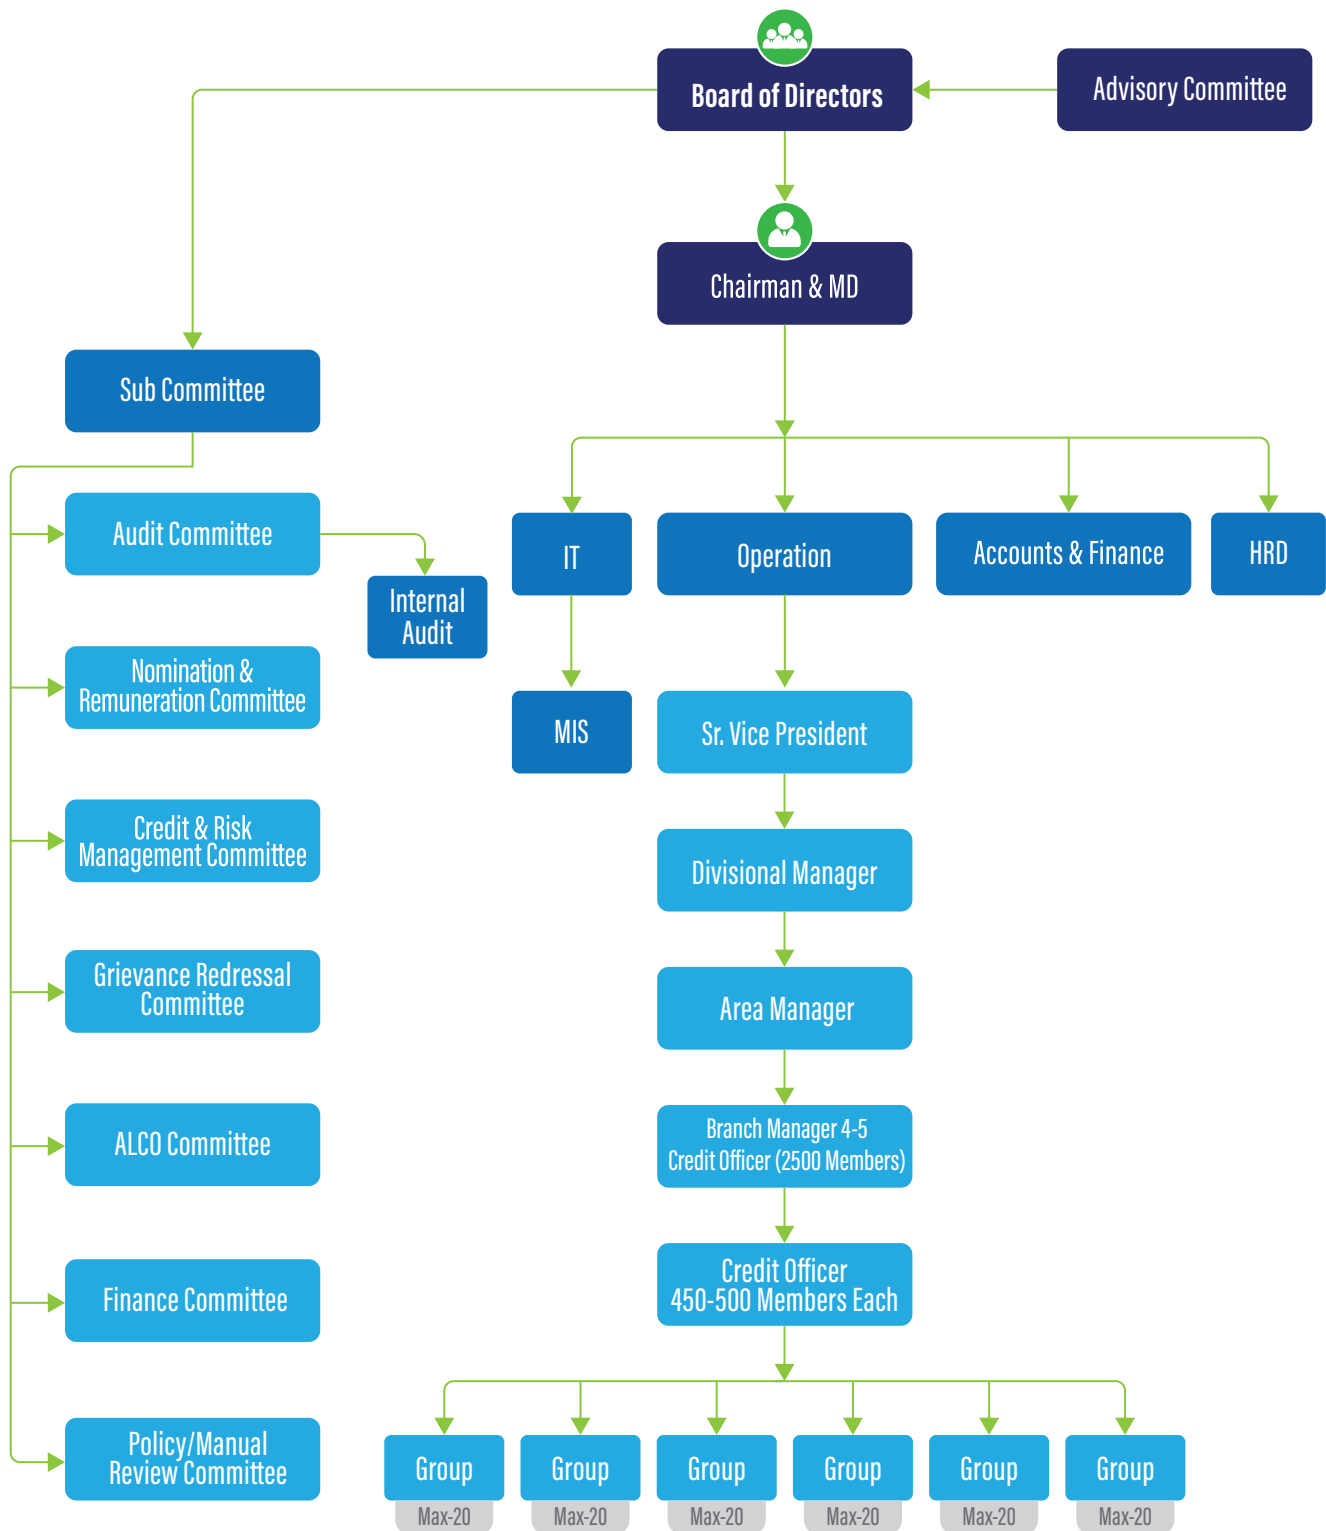 Board of Directors
Advisory Committee
Chairman & MD
Sub Committee
Audit Committee
Internal
Audit
Nomination &
Remuneration Committee
Credit & Risk
Management Committee
Grievance Redressal
Committee
ALCO Committee
Finance Committee
Policy/Manual
Review Committee
IT
Operation
Accounts & Finance
HRD
MIS
Sr. Vice President
Divisional Manager
Area Manager
Branch Manager 4-5
Credit Officer (2500 Members)
Credit Officer
450-500 Members Each
Group
Max-20
Group
Max-20
Group
Max-20
Group
Max-20
Group
Max-20
Group
Max-20